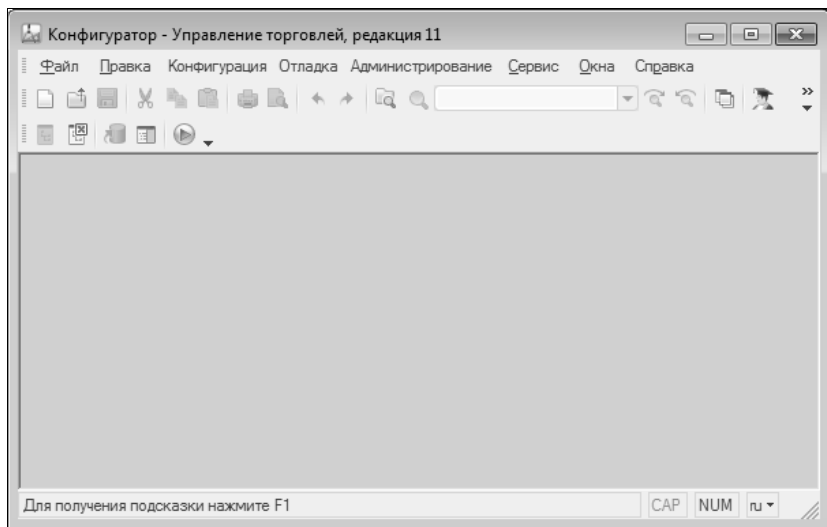 Конфигуратор - Управление торговлей, редакция 11
Файл Правка Конфигурация Отладка Администрирование Сервис Окна Справка
Для получения подсказки нажмите F1 CAP NUM ru